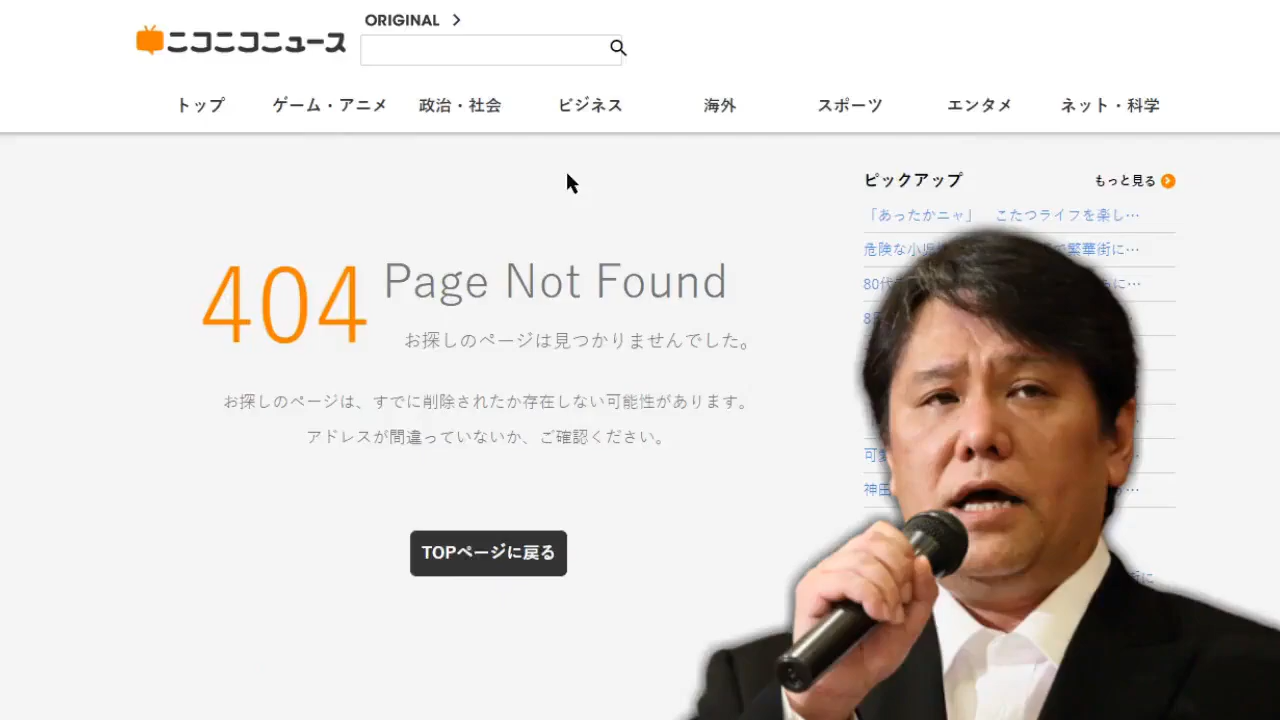 ORIGINAL
ニコニコニュース
トップ
ゲーム・アニメ
政治・社会
ビジネス
海外
スポーツ
エンタメ
ネット・科学
404 Page Not Found
お探しのページは見つかりませんでした。
お探しのページは、すでに削除されたか存在しない可能性があります。
アドレスが間違っていないか、ご確認ください。
TOPページに戻る
ピックアップ
もっと見る
「あったかニャ」　こたつライフを楽し…
危険な小 で繁華街に…
80代 に…
神田